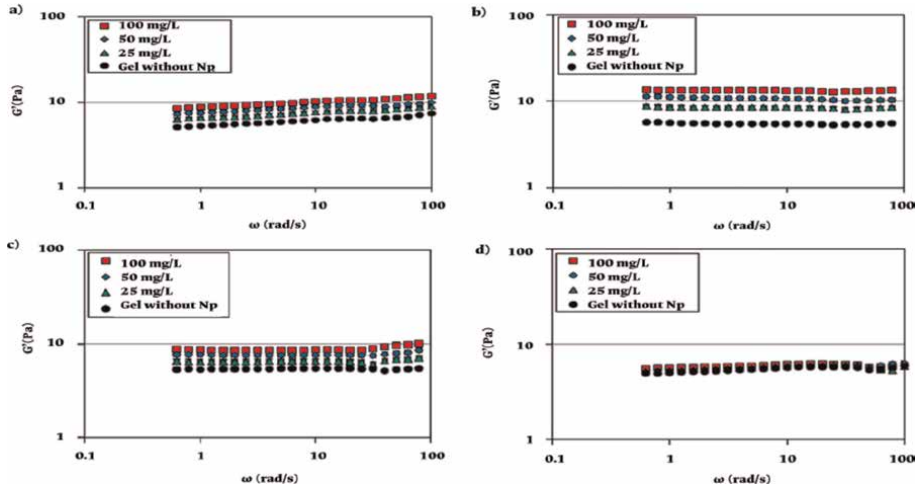 a)
100
100 mg/L
50 mg/L
25 mg/L
Gel without Np
G'(Pa)
10
1
0.1
1
10
100
ω (rad/s)
b)
100
100 mg/L
50 mg/L
25 mg/L
Gel without Np
G'(Pa)
10
1
0.1
1
10
100
ω (rad/s)
c)
100
100 mg/L
50 mg/L
25 mg/L
Gel without Np
G'(Pa)
10
1
0.1
1
10
100
ω (rad/s)
d)
100
100 mg/L
50 mg/L
25 mg/L
Gel without Np
G'(Pa)
10
1
0.1
1
10
100
ω (rad/s)